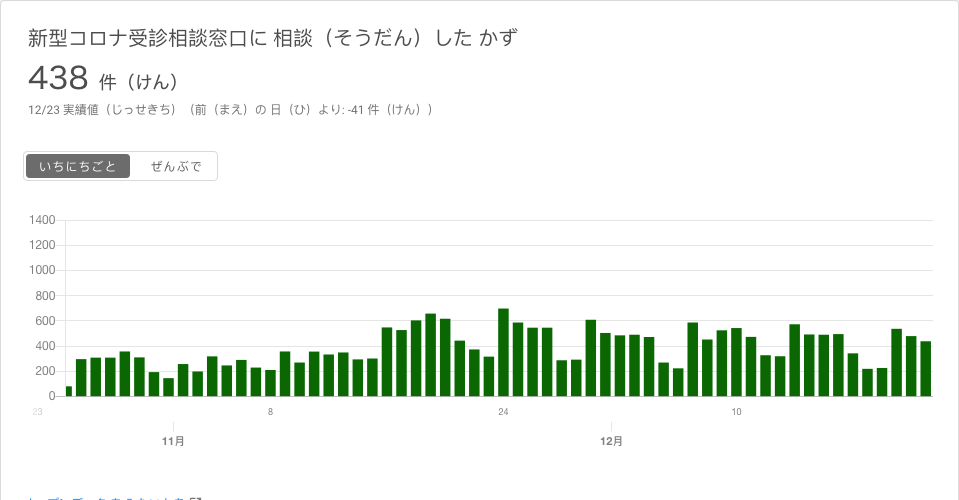 新型コロナ受診相談窓口に 相談（そうだん）した かず
438 件（けん）
12/23 実績値（じっせきち）（前（まえ）の 日（ひ）より: -41 件（けん））
いちにちごと ぜんぶで
1400
1200
1000
800
600
400
200
0
23 8 24 10
11月 12月